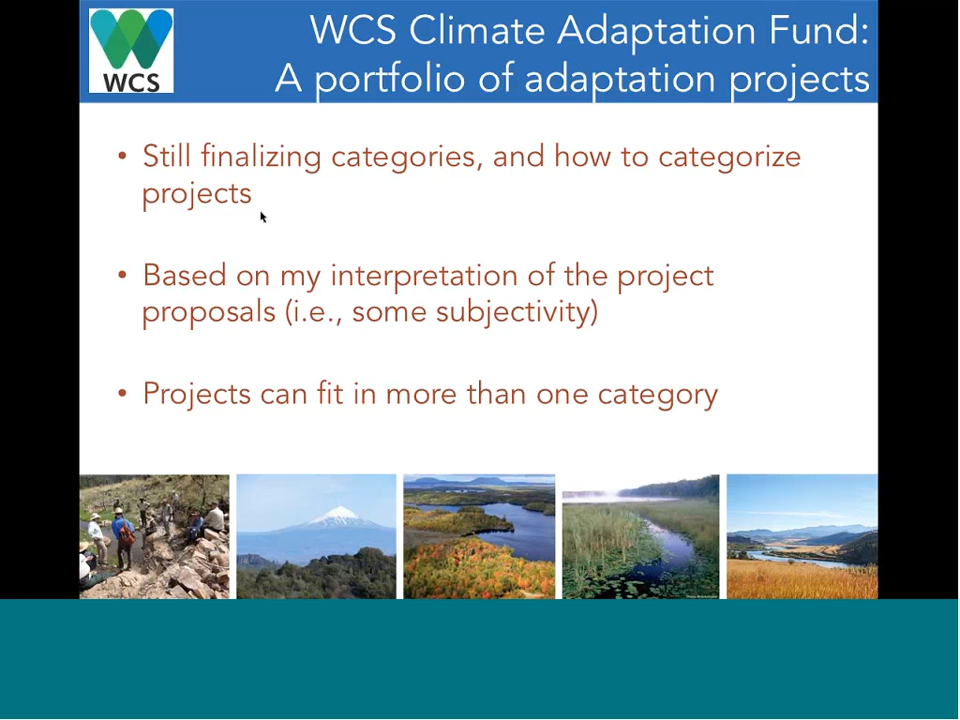 WCS Climate Adaptation Fund:
A portfolio of adaptation projects
WCS
• Still finalizing categories, and how to categorize
projects
• Based on my interpretation of the project
proposals (i.e., some subjectivity)
• Projects can fit in more than one category